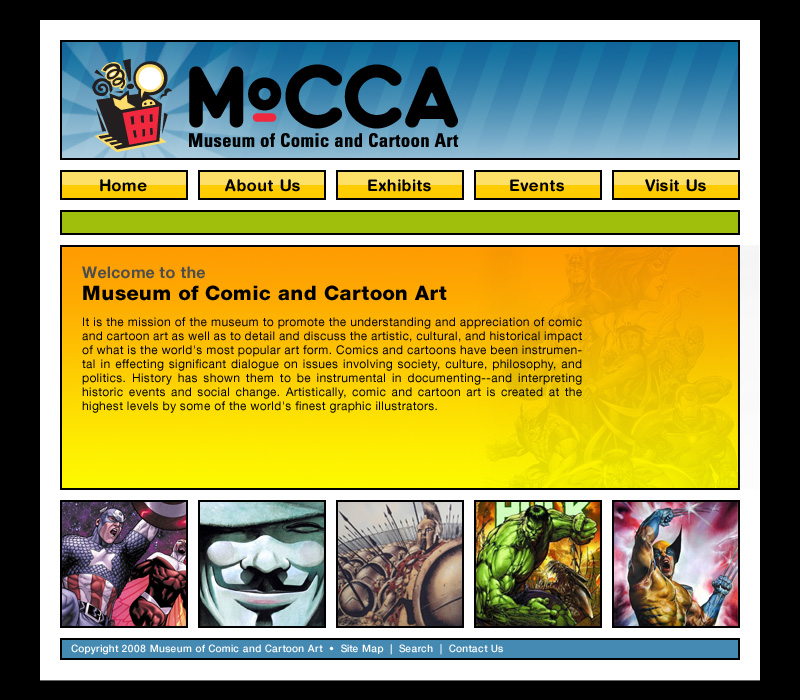 MoCCA
Museum of Comic and Cartoon Art
Home
About Us
Exhibits
Events
Visit Us
Welcome to the
Museum of Comic and Cartoon Art
It is the mission of the museum to promote the understanding and appreciation of comic
and cartoon art as well as to detail and discuss the artistic, cultural, and historical impact
of what is the world's most popular art form. Comics and cartoons have been instrumen-
tal in effecting significant dialogue on issues involving society, culture, philosophy, and
politics. History has shown them to be instrumental in documenting--and interpreting
historic events and social change. Artistically, comic and cartoon art is created at the
highest levels by some of the world's finest graphic illustrators.
HULK
Copyright 2008 Museum of Comic and Cartoon Art • Site Map | Search | Contact Us